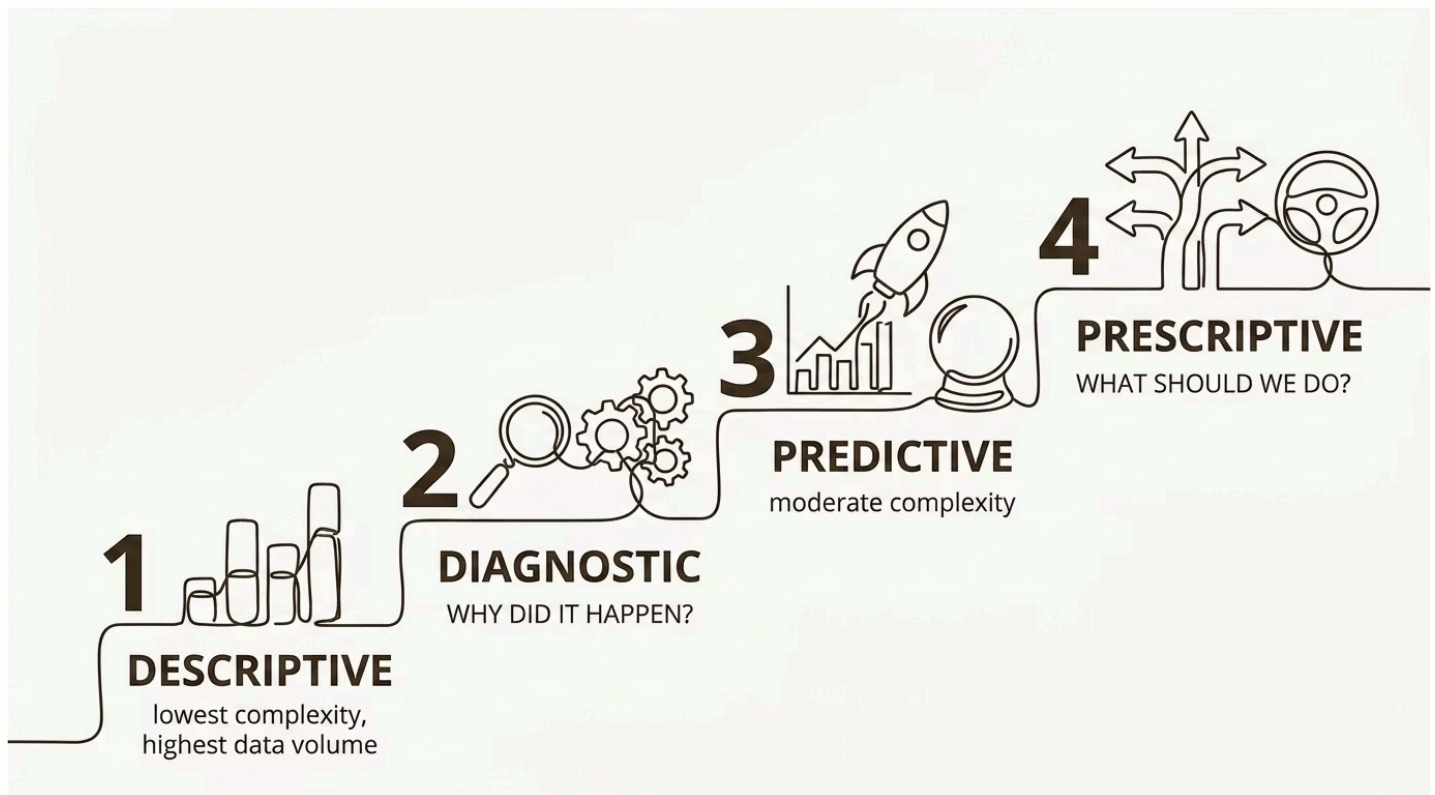 1
DESCRIPTIVE
lowest complexity,
highest data volume
2
DIAGNOSTIC
WHY DID IT HAPPEN?
3
PREDICTIVE
moderate complexity
4
PRESCRIPTIVE
WHAT SHOULD WE DO?